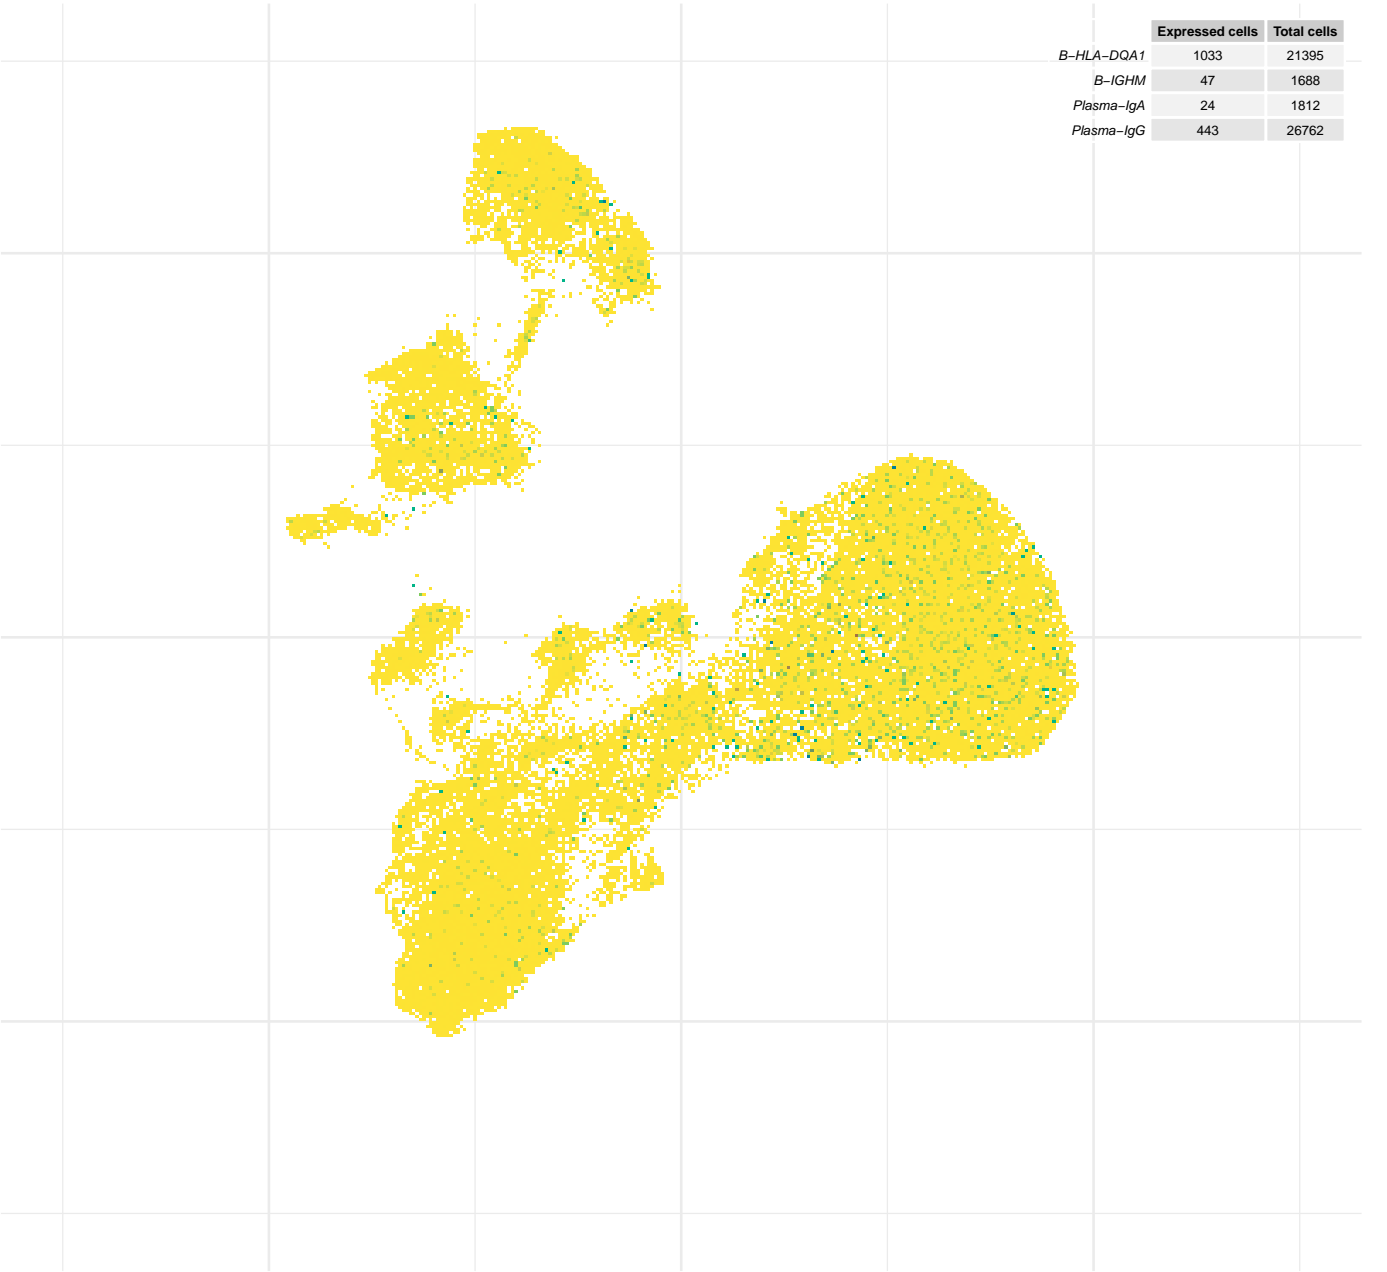 Expressed cells Total cells
B−HLA−DQA1 1033 21395
B−IGHM 47 1688
Plasma−IgA 24 1812
Plasma−IgG 443 26762